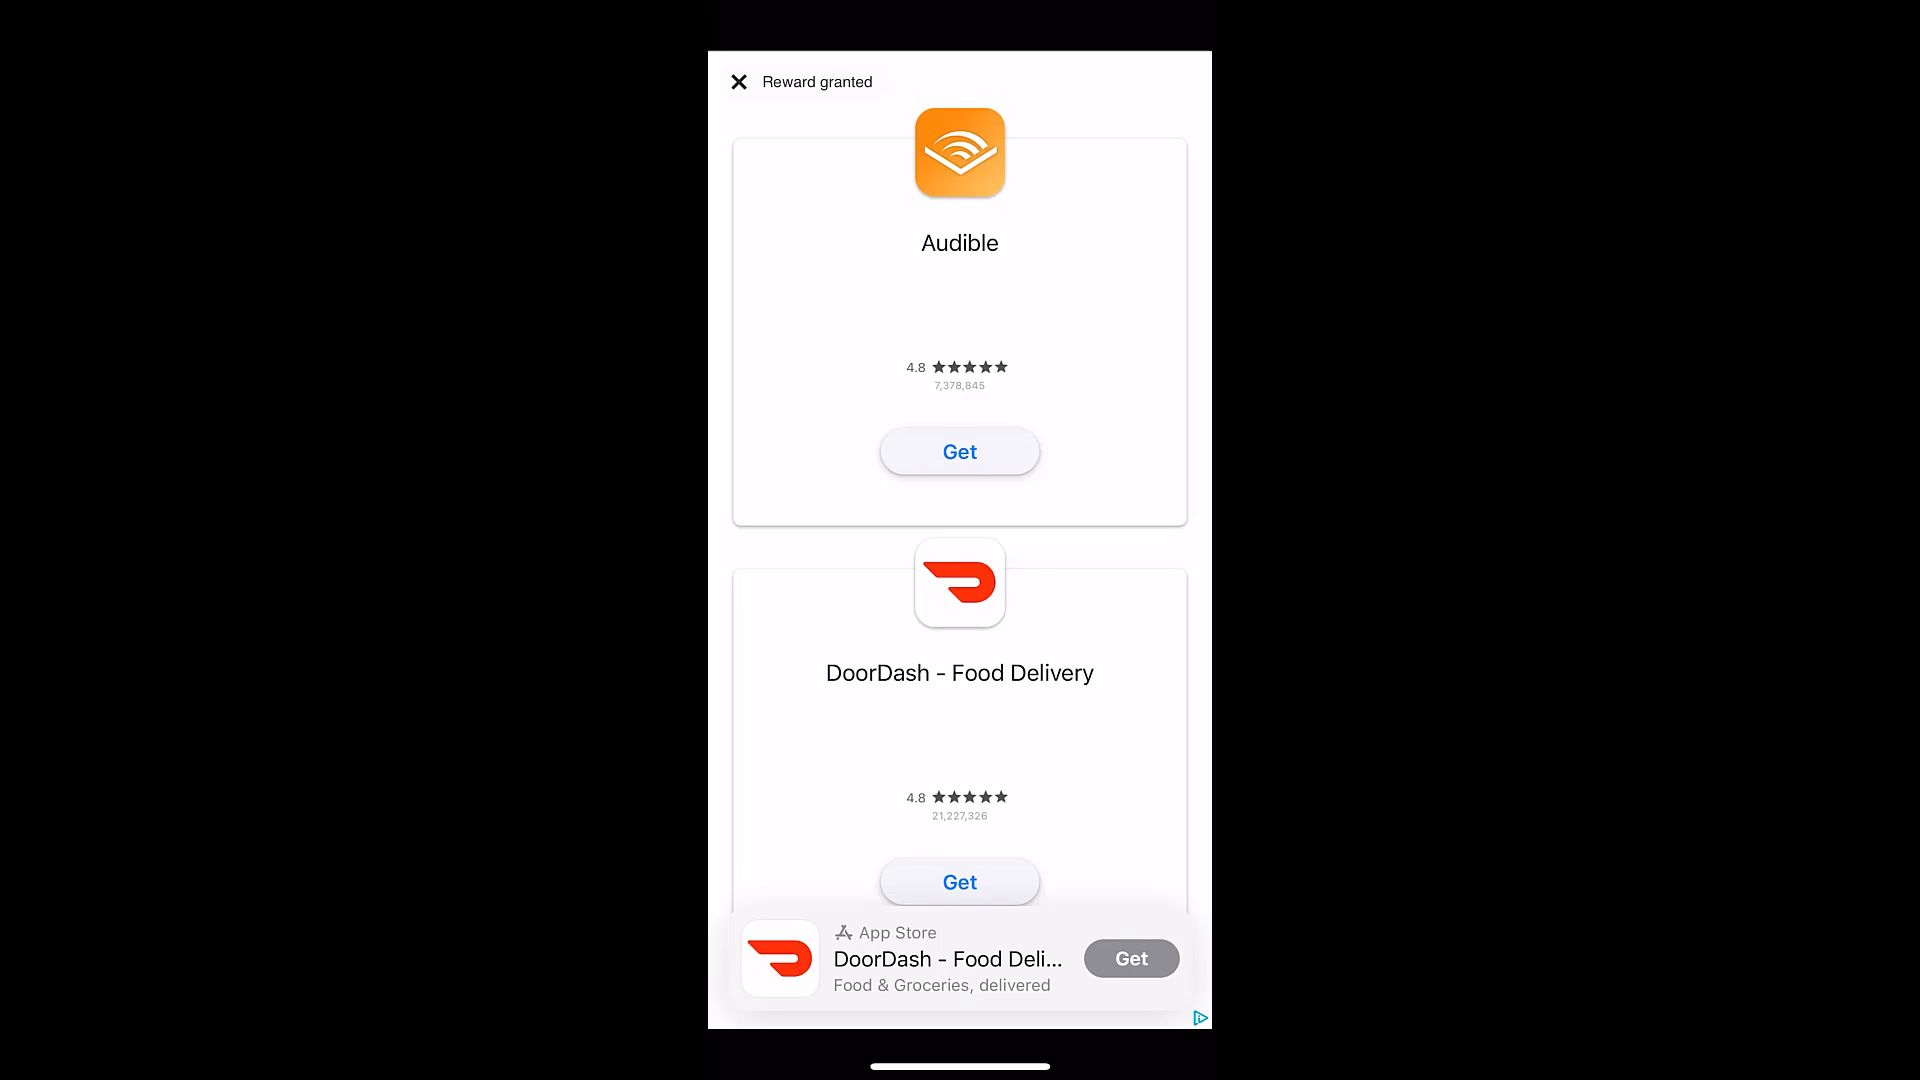 Reward granted
Audible
4.8
7,378,845
Get
DoorDash - Food Delivery
4.8
21,227,326
Get
App Store
DoorDash - Food Deli...
Food & Groceries, delivered
Get